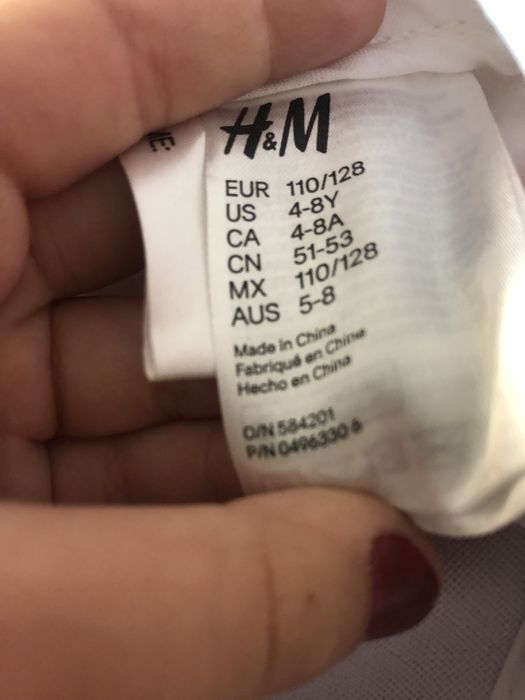 H&M
EUR 110/128
US 4-8Y
CA 4-8A
CN 51-53
MX 110/128
AUS 5-8
Made in China
Fabriqué en Chine
Hecho en China
O/N 584201
P/N 0496330 6